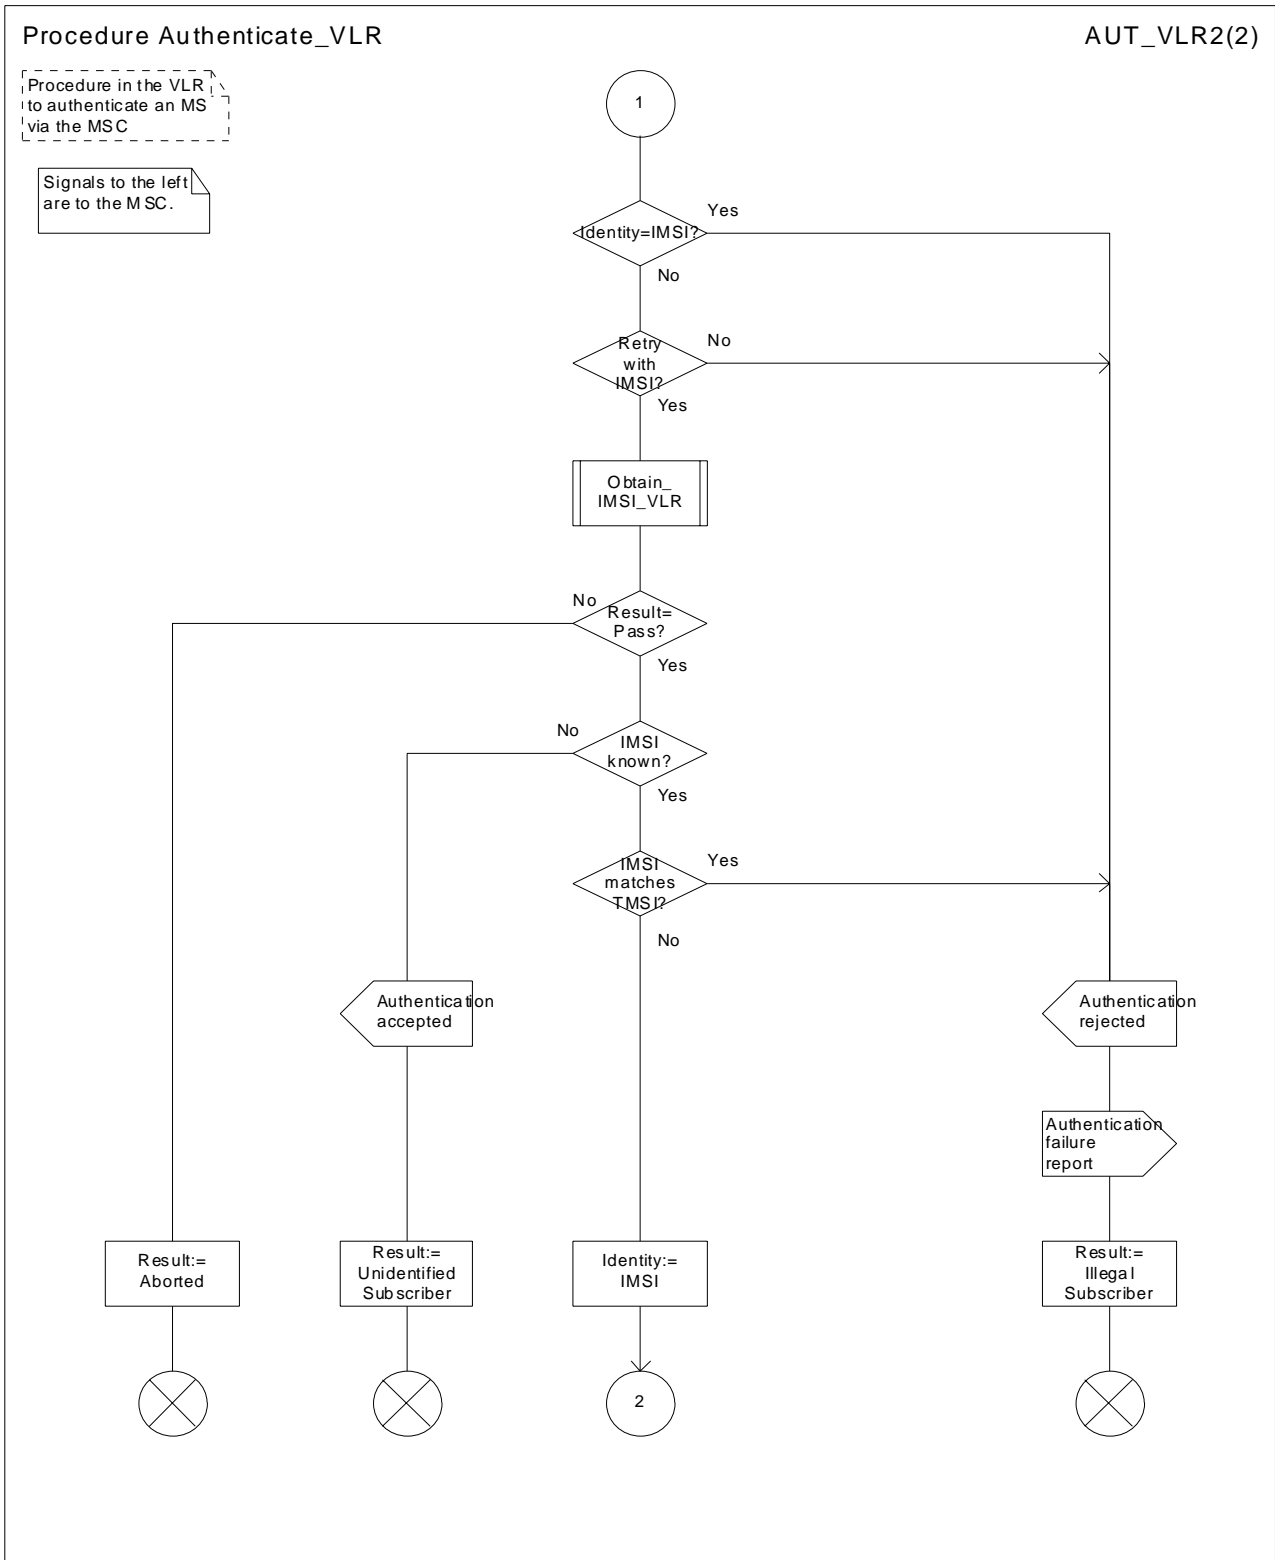 Procedure Authenticate_VLR
AUT_VLR2(2)
Procedure in the VLR
to authenticate an MS
via the MSC
1
Signals to the left
are to the MSC.
Yes
Identity=IMSI?
No
Retry
with
IMSI?
No
Yes
Obtain_
IMSI_VLR
No
Result=
Pass?
Yes
No
IMSI
known?
Yes
IMSI
matches
TMSI?
Yes
No
Authentication
accepted
Authentication
rejected
Authentication
failure
report
Result:=
Aborted
Result:=
Unidentified
Subscriber
Identity:=
IMSI
Result:=
Illegal
Subscriber
2